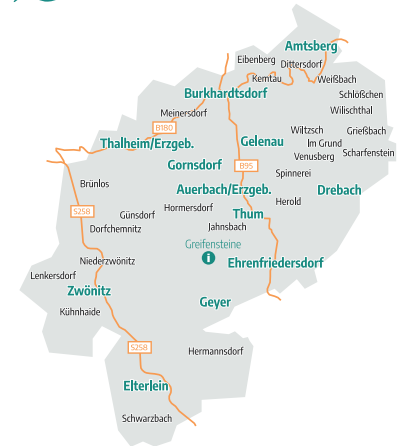 Amtsberg
Eibenberg
Dittersdorf
Kemtau
Weißbach
Burkhardtsdorf
Schlößchen
Wilischthal
Meinersdorf
B180
Wiltzsch
Grießbach
Thalheim/Erzgeb.
Gelenau
Im Grund
Venusberg
Scharfenstein
Gornsdorf
B95
Spinnerei
Brünlos
Auerbach/Erzgeb.
Drebach
S258
Günsdorf
Hormersdorf
Thum
Herold
Dorfchemnitz
Jahnsbach
Greifensteine
i
Niederzwönitz
Ehrenfriedersdorf
Lenkersdorf
Zwönitz
Geyer
Kühnhaide
S258
Hermannsdorf
Elterlein
Schwarzbach